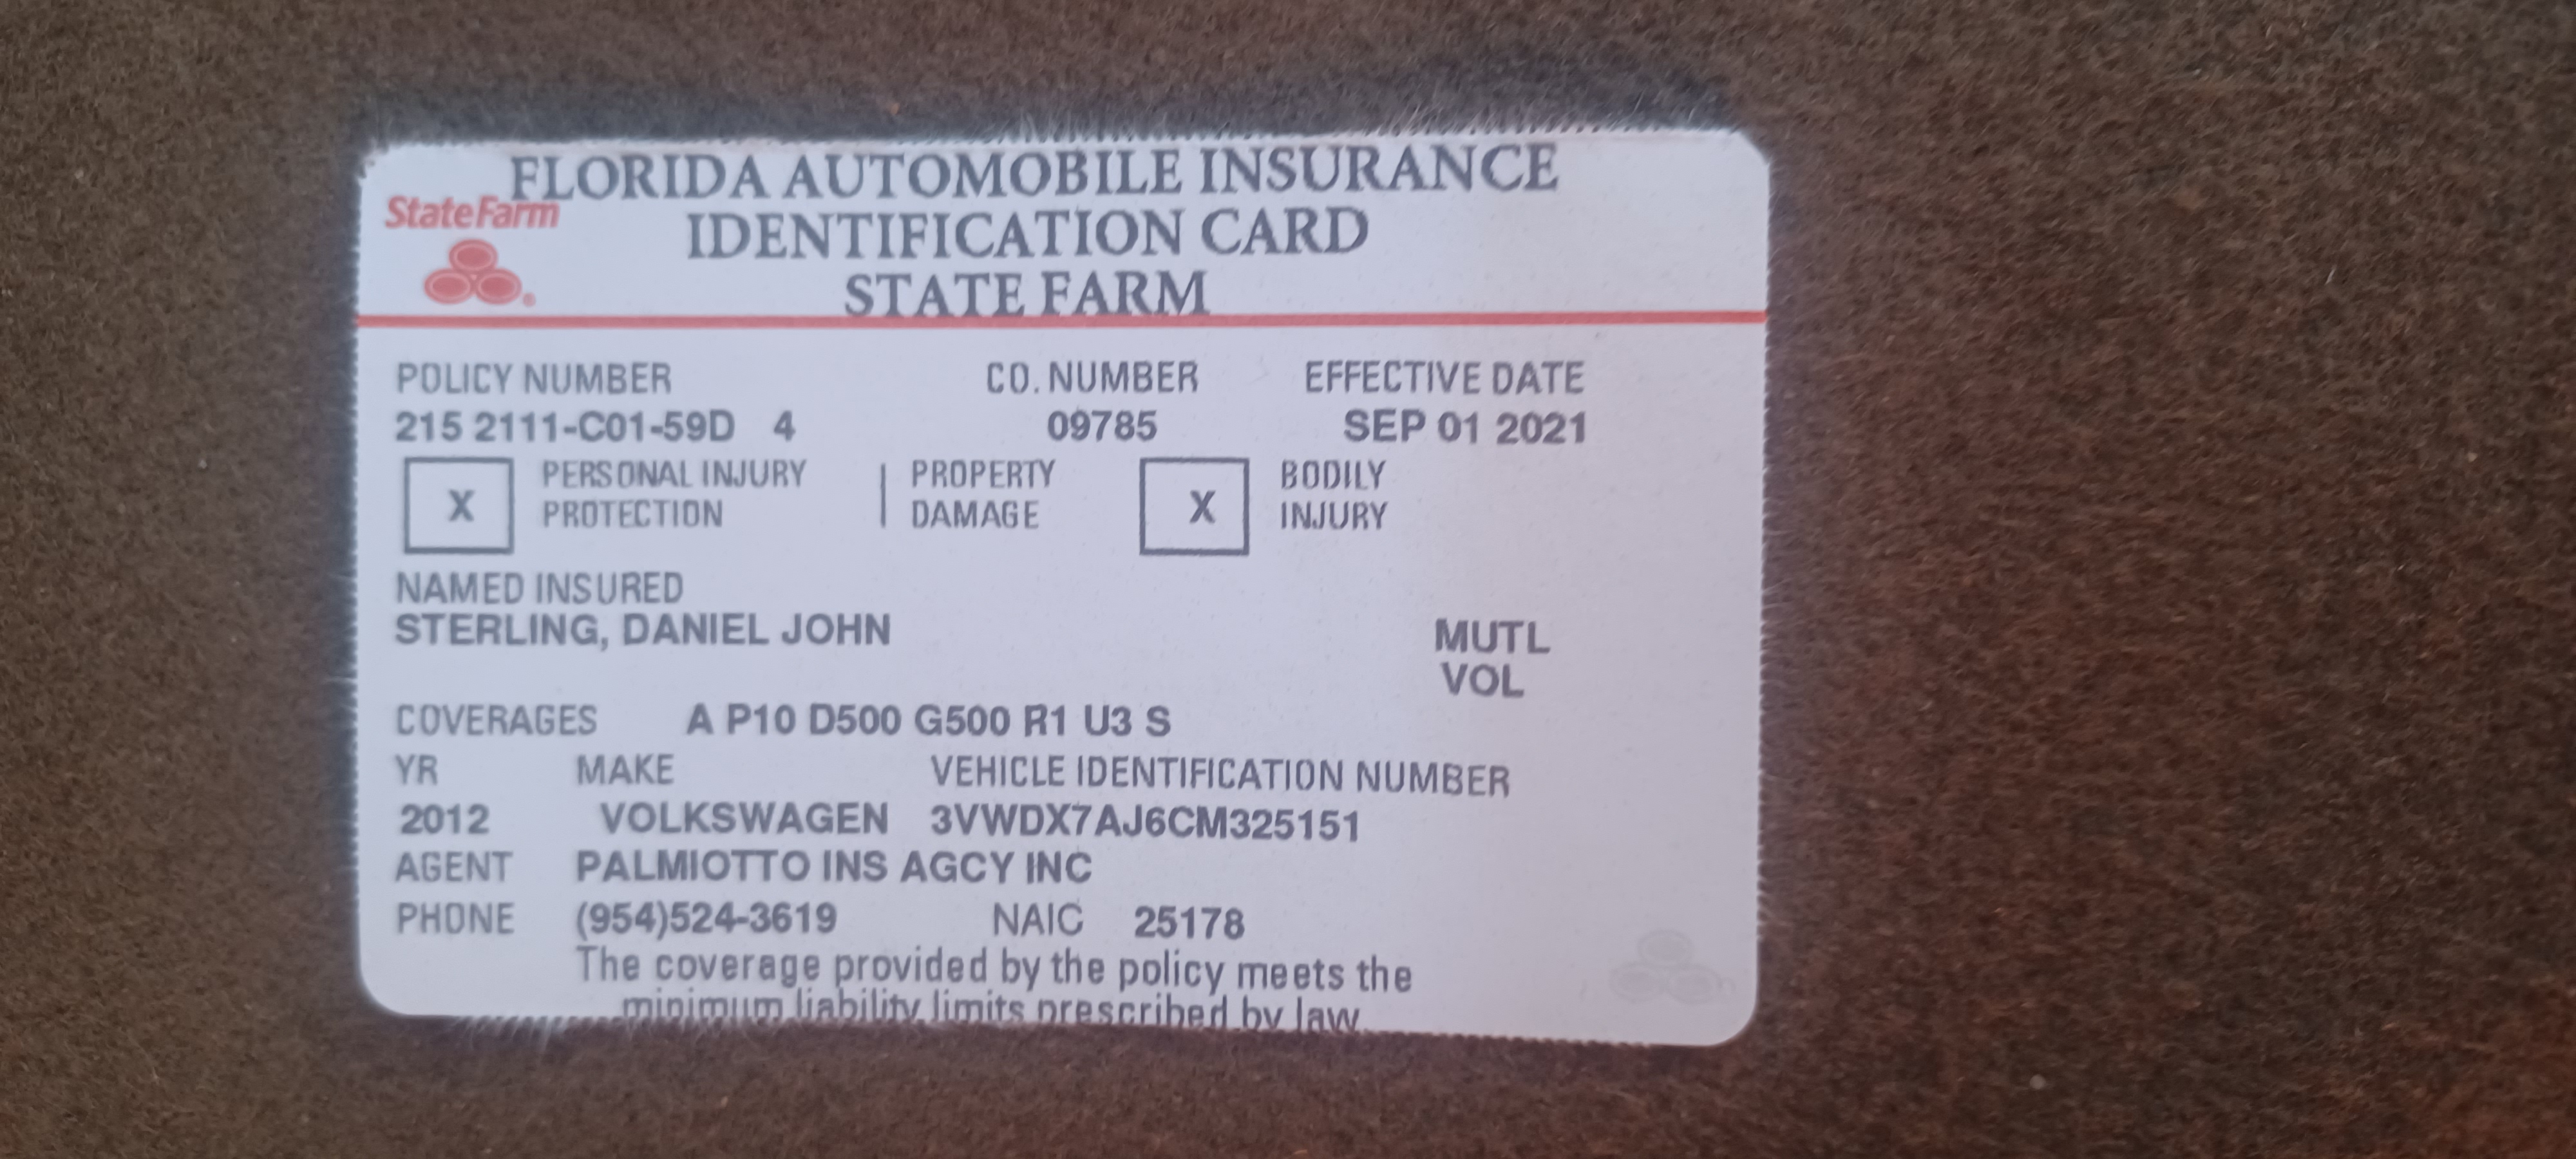 FLORIDA AUTOMOBILE INSURANCE
StateFarm
IDENTIFICATION CARD
STATE FARM
POLICY NUMBER CO. NUMBER EFFECTIVE DATE
215 2111-C01-59D 4 09785 SEP 01 2021
X PERSONAL INJURY PROTECTION | PROPERTY DAMAGE X BODILY INJURY
NAMED INSURED
STERLING, DANIEL JOHN
MUTL
VOL
COVERAGES A P10 D500 G500 R1 U3 S
YR MAKE VEHICLE IDENTIFICATION NUMBER
2012 VOLKSWAGEN 3VWDX7AJ6CM325151
AGENT PALMIOTTO INS AGCY INC
PHONE (954)524-3619 NAIC 25178
The coverage provided by the policy meets the
minimum liability limits prescribed by law